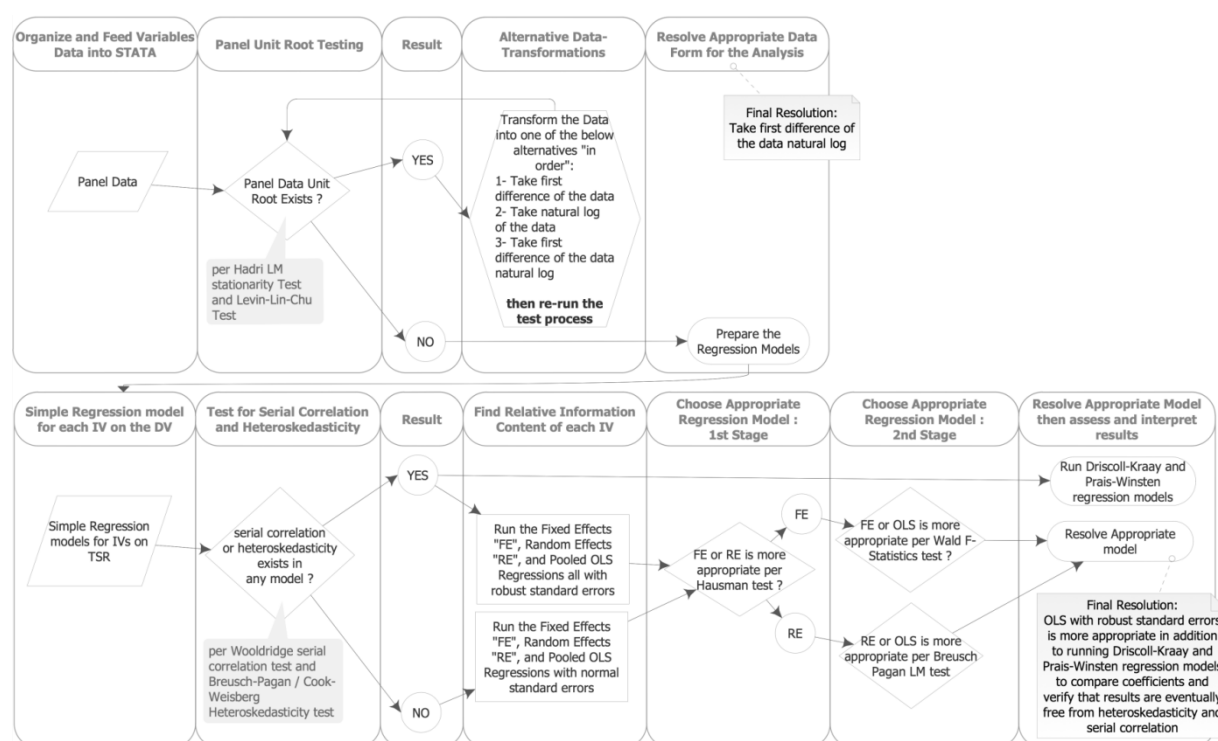 Organize and Feed Variables
Data into STATA
Panel Unit Root Testing
Result
Alternative Data-
Transformations
Resolve Appropriate Data
Form for the Analysis
Panel Data
Panel Data Unit
Root Exists ?
per Hadri LM
stationarity Test
and Levin-Lin-Chu
Test
YES
NO
Transform the Data
into one of the below
alternatives "in
order":
1- Take first
difference of the data
2- Take natural log
of the data
3- Take first
difference of the data
natural log
then re-run the
test process
Final Resolution:
Take first difference of
the data natural log
Prepare the
Regression Models
Simple Regression model
for each IV on the DV
Test for Serial Correlation
and Heteroskedasticity
Result
Find Relative Information
Content of each IV
Choose Appropriate
Regression Model :
1st Stage
Choose Appropriate
Regression Model :
2nd Stage
Resolve Appropriate Model
then assess and interpret
results
Simple Regression
models for IVs on
TSR
serial correlation
or heteroskedasticity
exists in
any model ?
per Wooldridge serial
correlation test and
Breusch-Pagan / Cook-
Weisberg
Heteroskedasticity test
YES
NO
Run the Fixed Effects
"FE", Random Effects
"RE", and Pooled OLS
Regressions all with
robust standard errors
Run the Fixed Effects
"FE", Random Effects
"RE", and Pooled OLS
Regressions with normal
standard errors
FE or RE is more
appropriate per
Hausman test ?
FE
RE
FE or OLS is more
appropriate per Wald F-
Statistics test ?
RE or OLS is more
appropriate per Breusch
Pagan LM test
Run Driscoll-Kraay and
Prais-Winsten
regression models
Resolve Appropriate
model
Final Resolution:
OLS with robust standard errors
is more appropriate in addition
to running Driscoll-Kraay and
Prais-Winsten regression models
to compare coefficients and
verify that results are eventually
free from heteroskedasticity and
serial correlation